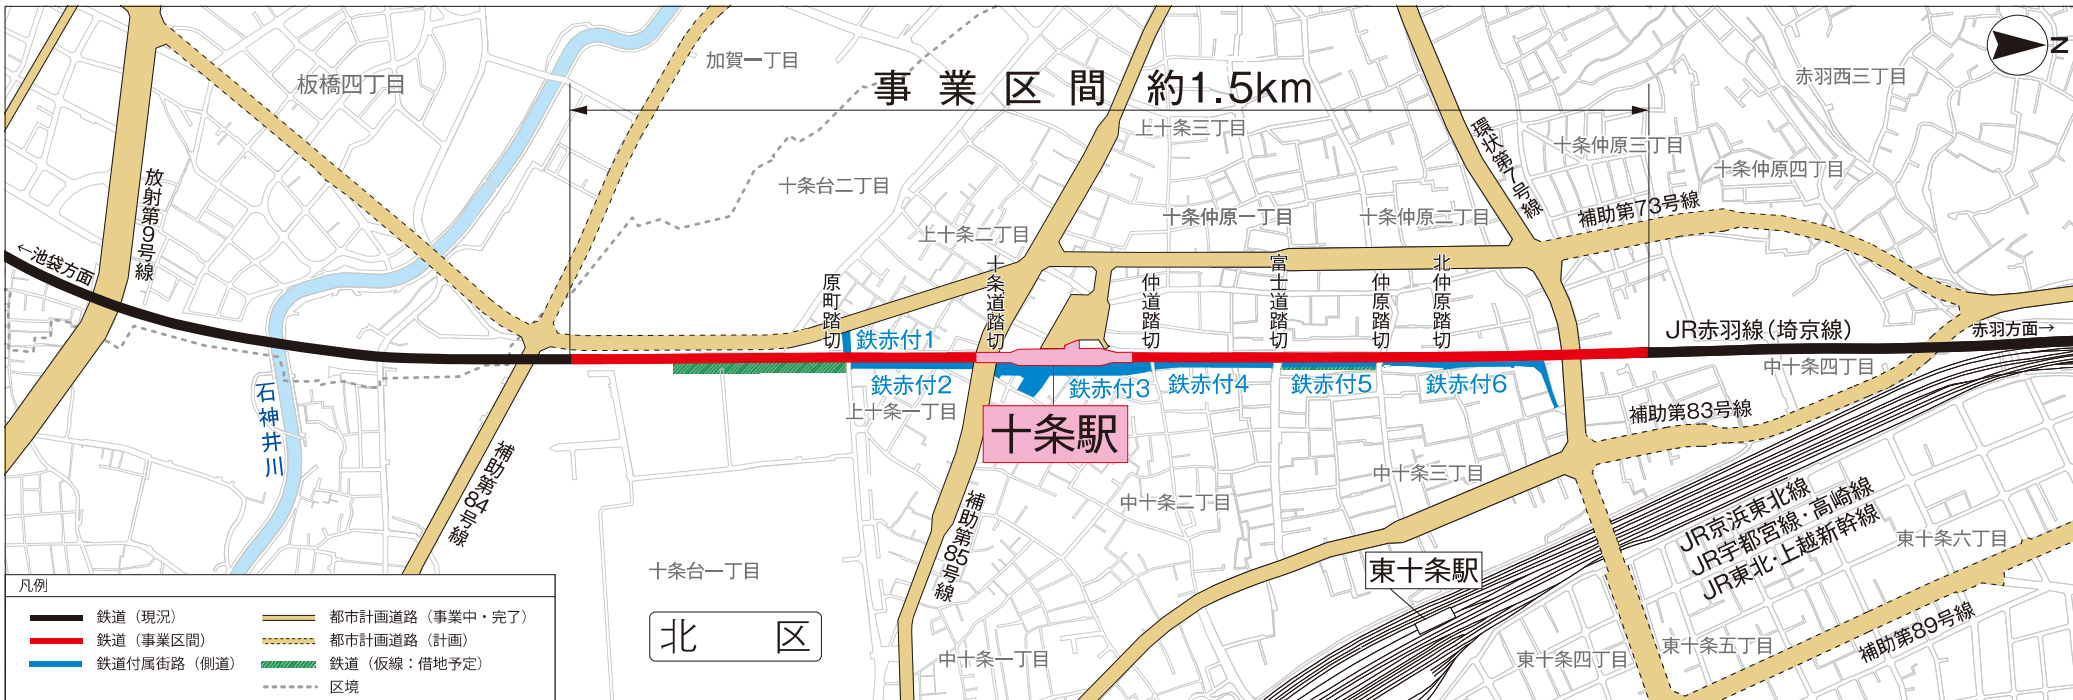 事業区間 約1.5km
N
板橋四丁目
加賀一丁目
赤羽西三丁目
上十条三丁目
十条仲原三丁目
十条仲原四丁目
環状第7号線
放射第9号線
十条台二丁目
上十条二丁目
十条仲原一丁目
十条仲原二丁目
補助第73号線
←池袋方面
原町踏切
十条道踏切
仲道踏切
富士道踏切
仲原踏切
北仲原踏切
JR赤羽線(埼京線)
赤羽方面→
鉄赤付1
鉄赤付2
鉄赤付3
鉄赤付4
鉄赤付5
鉄赤付6
中十条四丁目
石神井川
上十条一丁目
十条駅
補助第83号線
補助第84号線
補助第85号線
中十条二丁目
中十条三丁目
JR京浜東北線
JR宇都宮線・高崎線
JR東北・上越新幹線
東十条六丁目
東十条駅
十条台一丁目
北区
中十条一丁目
東十条四丁目
東十条五丁目
補助第89号線
凡例
鉄道(現況)
鉄道(事業区間)
鉄道付属街路(側道)
都市計画道路(事業中・完了)
都市計画道路(計画)
鉄道(仮線:借地予定)
区境